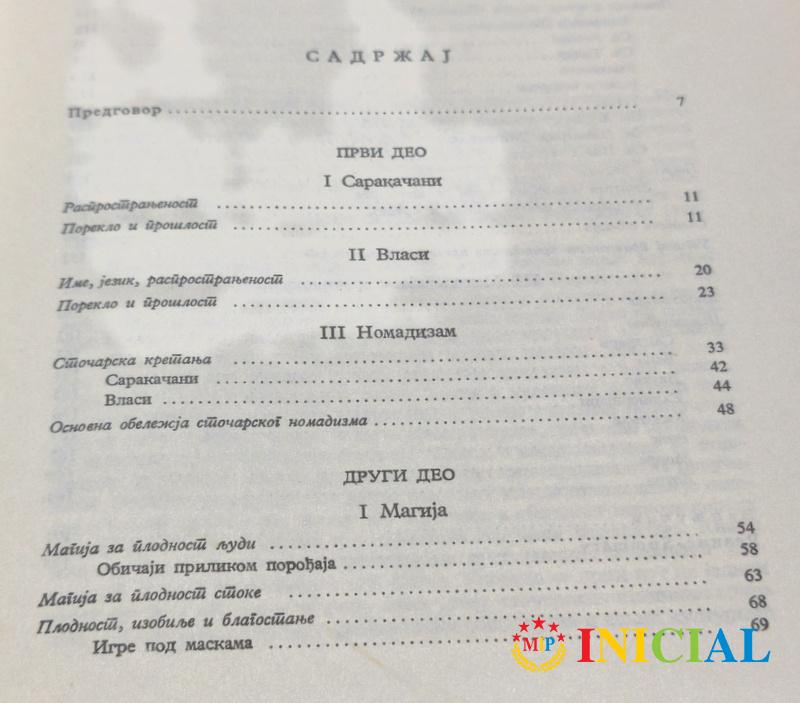 САДРЖАЈ
Предговор ........ 7
ПРВИ ДЕО
I Саракачани
Распрострањеност ........ 11
Порекло и прошлост ........ 11
II Власи
Име, језик, распрострањеност ........ 20
Порекло и прошлост ........ 23
III Номадизам
Сточарска кретања ........ 33
Саракачани ........ 42
Власи ........ 44
Основна обележја сточарског номадизма ........ 48
ДРУГИ ДЕО
I Магија
Магија за плодност људи ........ 54
Обичаји приликом порођаја ........ 58
Магија за плодност стоке ........ 63
Плодност, изобиље и благостање ........ 68
Игре под маскама ........ 69
MIP INICIAL